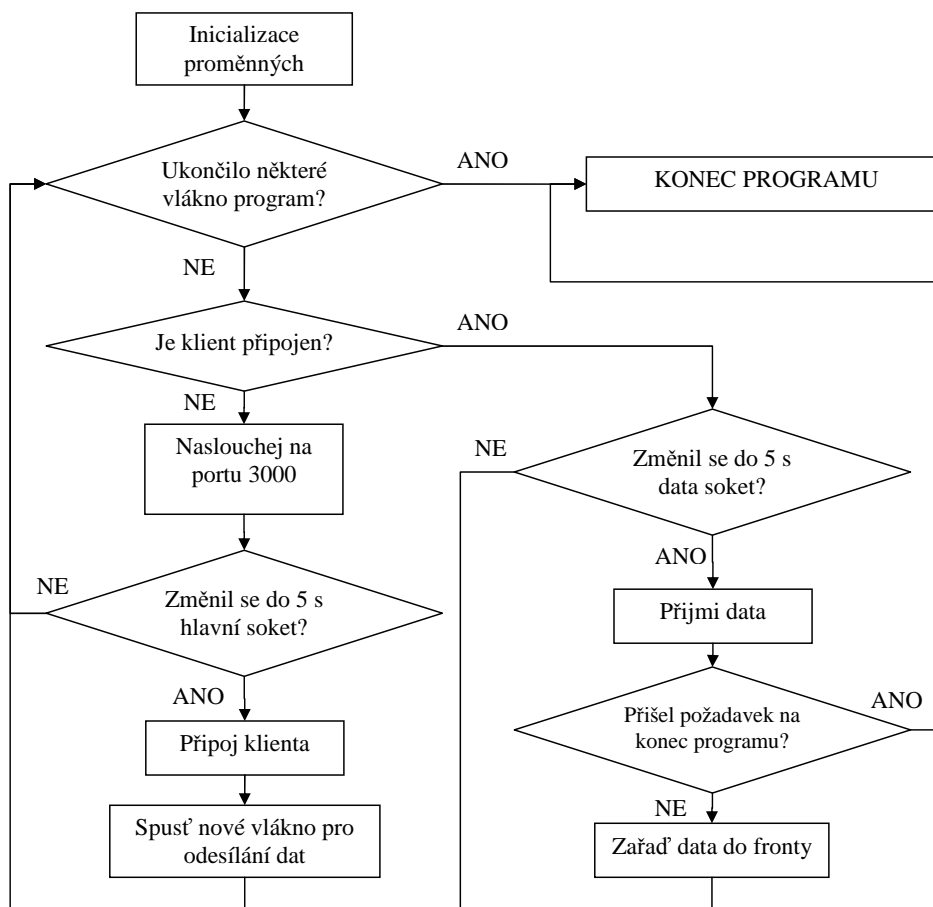 Inicializace
proměnných
Ukončilo některé
vlákno program?
ANO
KONEC PROGRAMU
NE
Je klient připojen?
ANO
NE
Naslouchej na
portu 3000
NE
Změnil se do 5 s
data soket?
ANO
NE
Změnil se do 5 s
hlavní soket?
Přijmi data
ANO
Přišel požadavek na
konec programu?
ANO
Připoj klienta
NE
Spusť nové vlákno pro
odesílání dat
Zařaď data do fronty